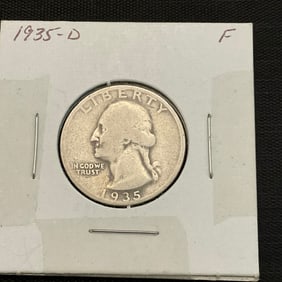 1935-D F
LIBERTY
IN GOD WE
TRUST
1935